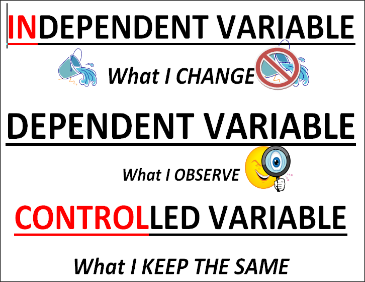 INDEPENDENT VARIABLE
What I CHANGE
DEPENDENT VARIABLE
What I OBSERVE
CONTROLLED VARIABLE
What I KEEP THE SAME